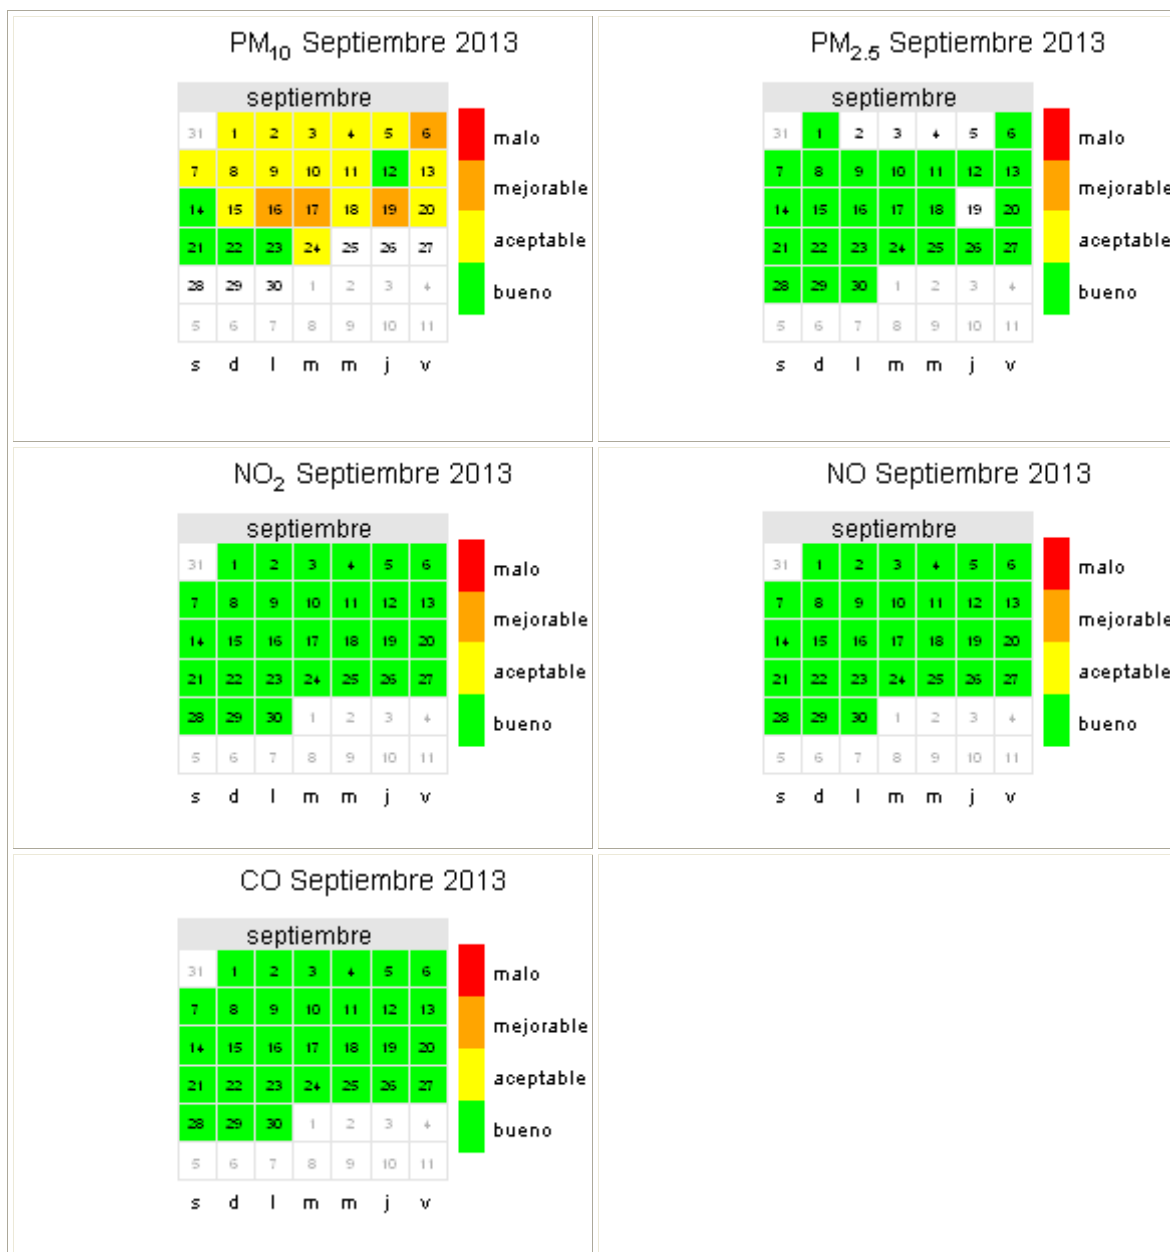 PM10 Septiembre 2013
septiembre
31 1 2 3 4 5 6
7 8 9 10 11 12 13
14 15 16 17 18 19 20
21 22 23 24 25 26 27
28 29 30 1 2 3 4
5 6 7 8 9 10 11
s d l m m j v
malo
mejorable
aceptable
bueno
PM2.5 Septiembre 2013
septiembre
31 1 2 3 4 5 6
7 8 9 10 11 12 13
14 15 16 17 18 19 20
21 22 23 24 25 26 27
28 29 30 1 2 3 4
5 6 7 8 9 10 11
s d l m m j v
malo
mejorable
aceptable
bueno
NO2 Septiembre 2013
septiembre
31 1 2 3 4 5 6
7 8 9 10 11 12 13
14 15 16 17 18 19 20
21 22 23 24 25 26 27
28 29 30 1 2 3 4
5 6 7 8 9 10 11
s d l m m j v
malo
mejorable
aceptable
bueno
NO Septiembre 2013
septiembre
31 1 2 3 4 5 6
7 8 9 10 11 12 13
14 15 16 17 18 19 20
21 22 23 24 25 26 27
28 29 30 1 2 3 4
5 6 7 8 9 10 11
s d l m m j v
malo
mejorable
aceptable
bueno
CO Septiembre 2013
septiembre
31 1 2 3 4 5 6
7 8 9 10 11 12 13
14 15 16 17 18 19 20
21 22 23 24 25 26 27
28 29 30 1 2 3 4
5 6 7 8 9 10 11
s d l m m j v
malo
mejorable
aceptable
bueno